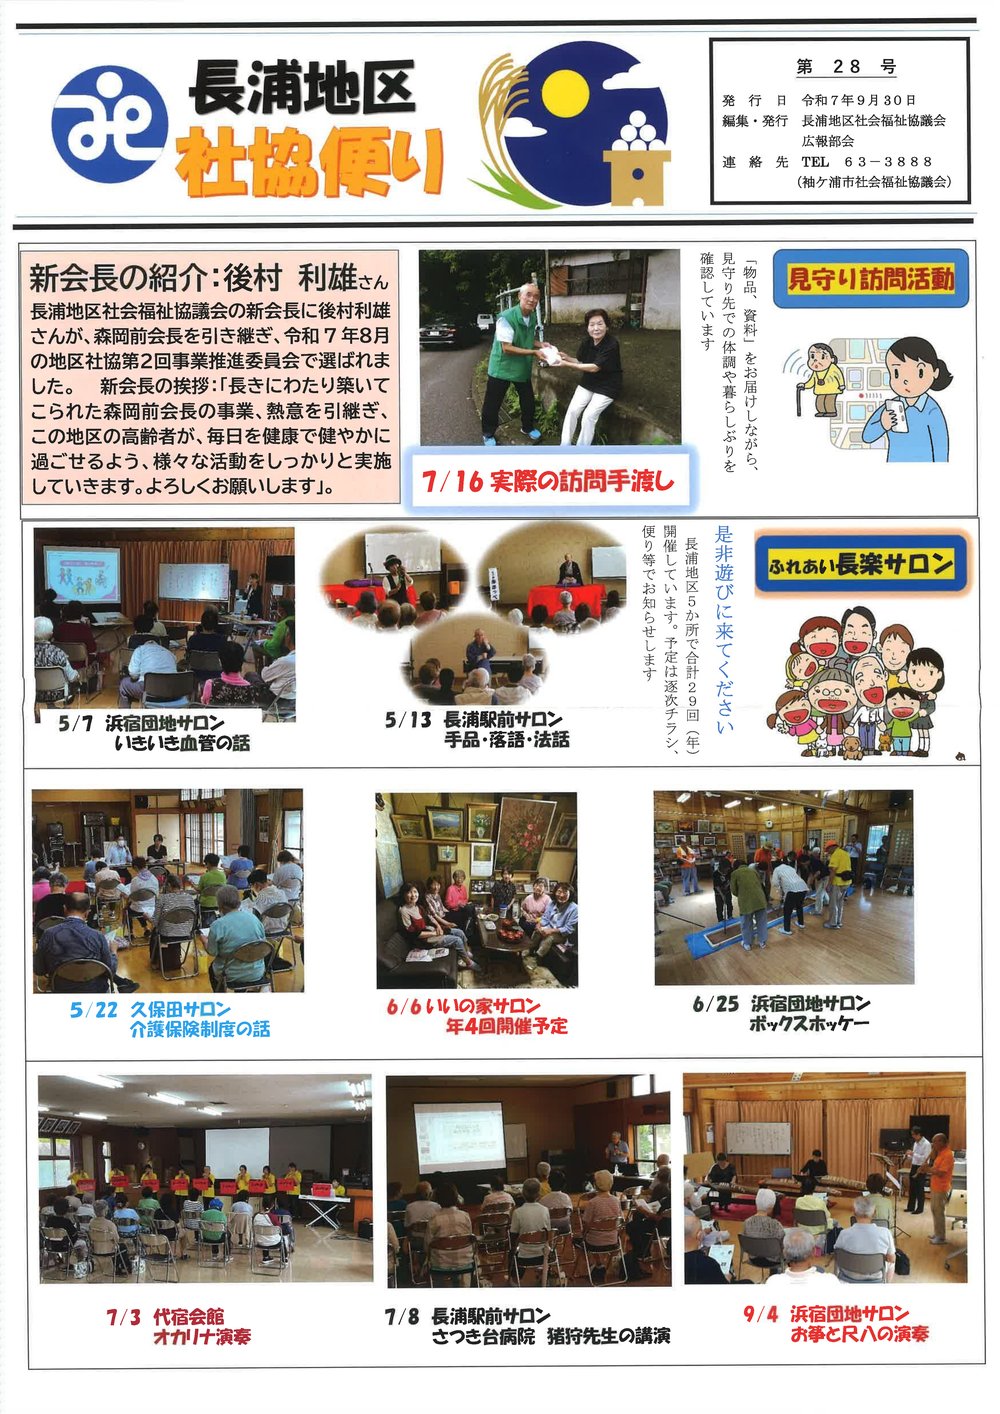 長浦地区
社協便り
第 28 号
発 行 日 令和7年9月30日
編集・発行 長浦地区社会福祉協議会
広報部会
連 絡 先 TEL 63-3888
(袖ケ浦市社会福祉協議会)
新会長の紹介:後村 利雄さん
長浦地区社会福祉協議会の新会長に後村利雄
さんが、森岡前会長を引き継ぎ、令和7年8月
の地区社協第2回事業推進委員会で選ばれま
した。 新会長の挨拶:「長きにわたり築いて
こられた森岡前会長の事業、熱意を引継ぎ、
この地区の高齢者が、毎日を健康で健やかに
過ごせるよう、様々な活動をしっかりと実施
していきます。よろしくお願いします」。
7/16 実際の訪問手渡し
見守り訪問活動
「物品、資料」をお届けしながら、
見守り先での体調や暮らしぶりを
確認しています
ふれあい長楽サロン
是非遊びに来てください
長浦地区5か所で合計29回(年)
開催しています。予定は逐次チラシ、
便り等でお知らせします
5/7 浜宿団地サロン
いきいき血管の話
5/13 長浦駅前サロン
手品・落語・法話
5/22 久保田サロン
介護保険制度の話
6/6 いいの家サロン
年4回開催予定
6/25 浜宿団地サロン
ボックスホッケー
7/3 代宿会館
オカリナ演奏
7/8 長浦駅前サロン
さつき台病院 猪狩先生の講演
9/4 浜宿団地サロン
お箏と尺八の演奏